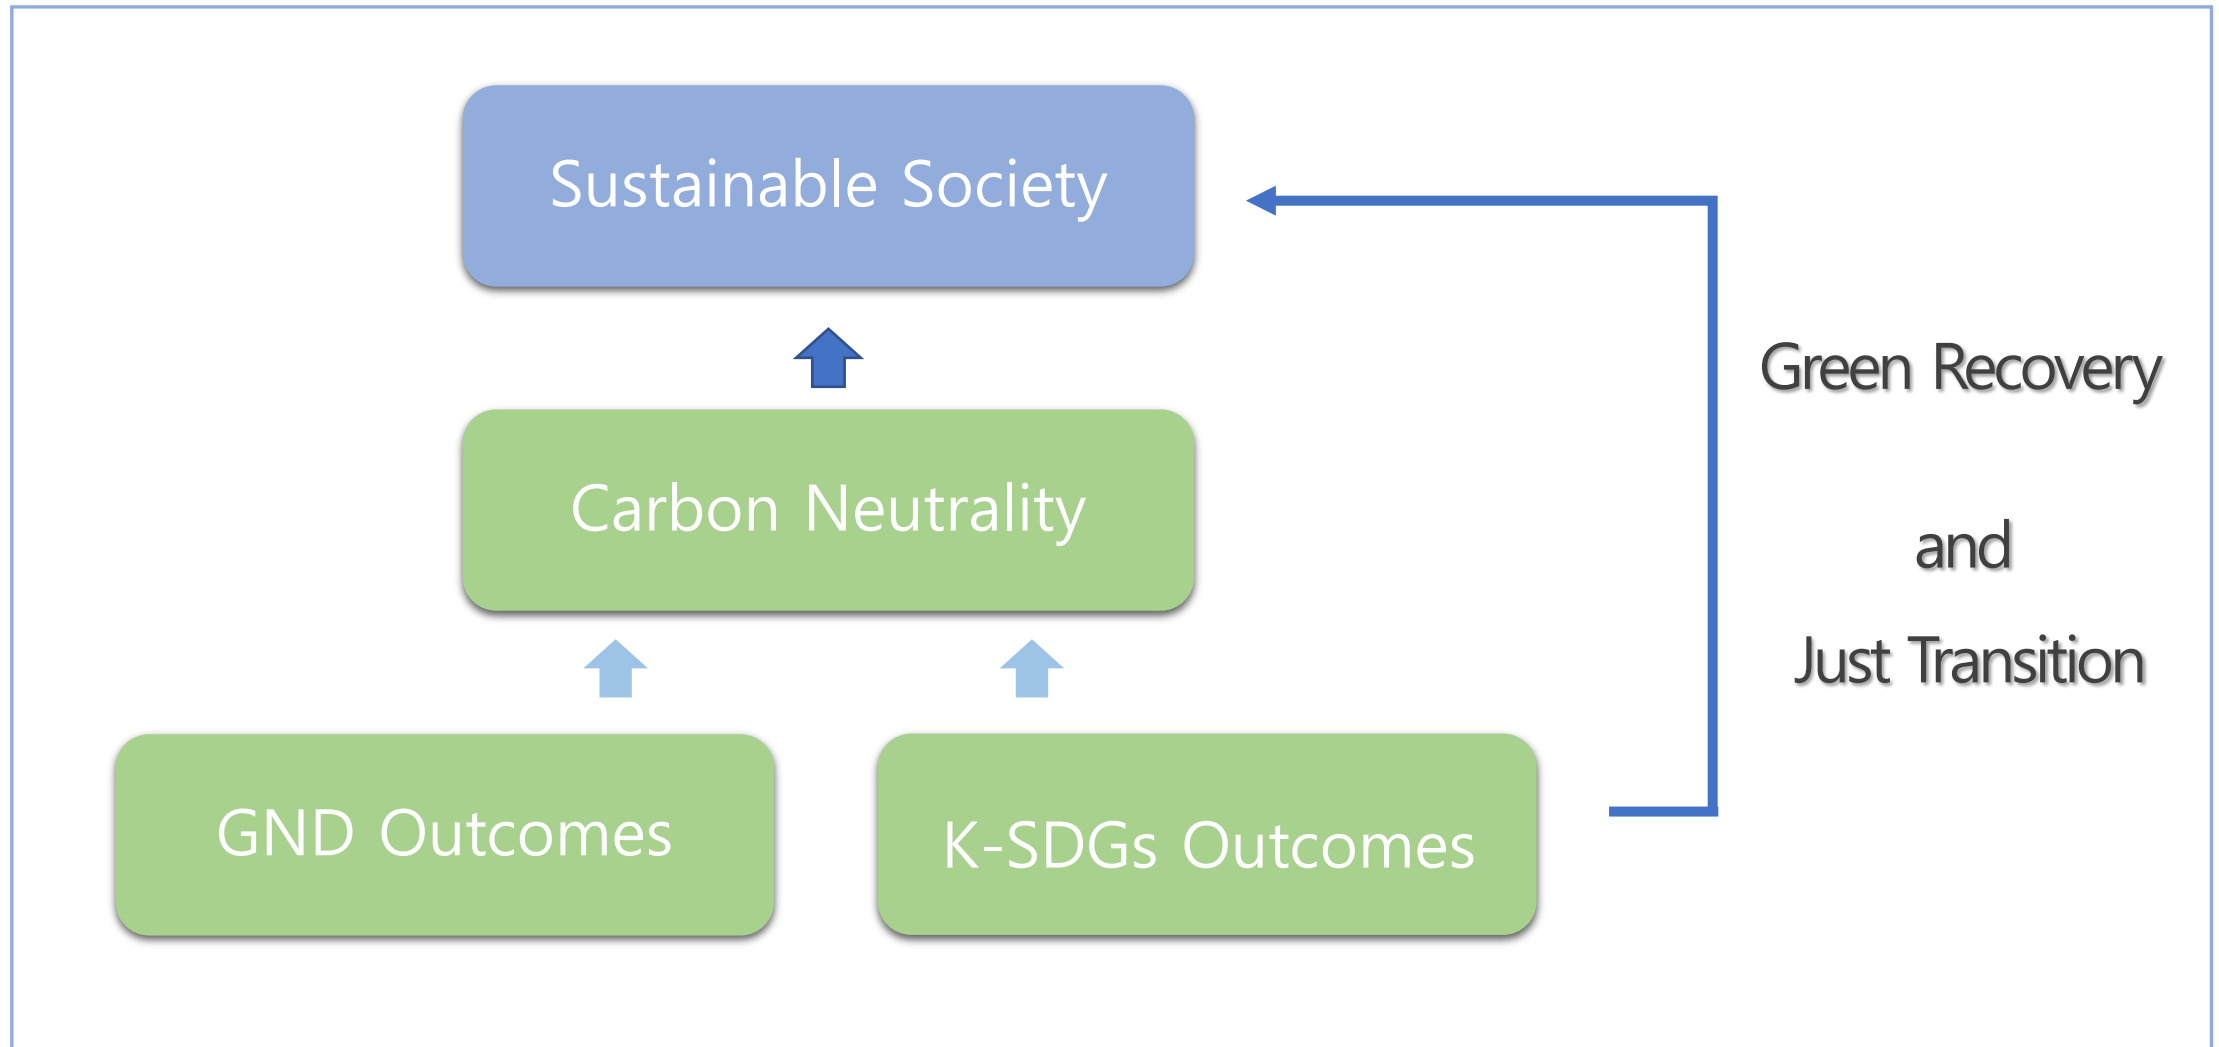 Sustainable Society
Carbon Neutrality
GND Outcomes
K-SDGs Outcomes
Green Recovery
and
Just Transition